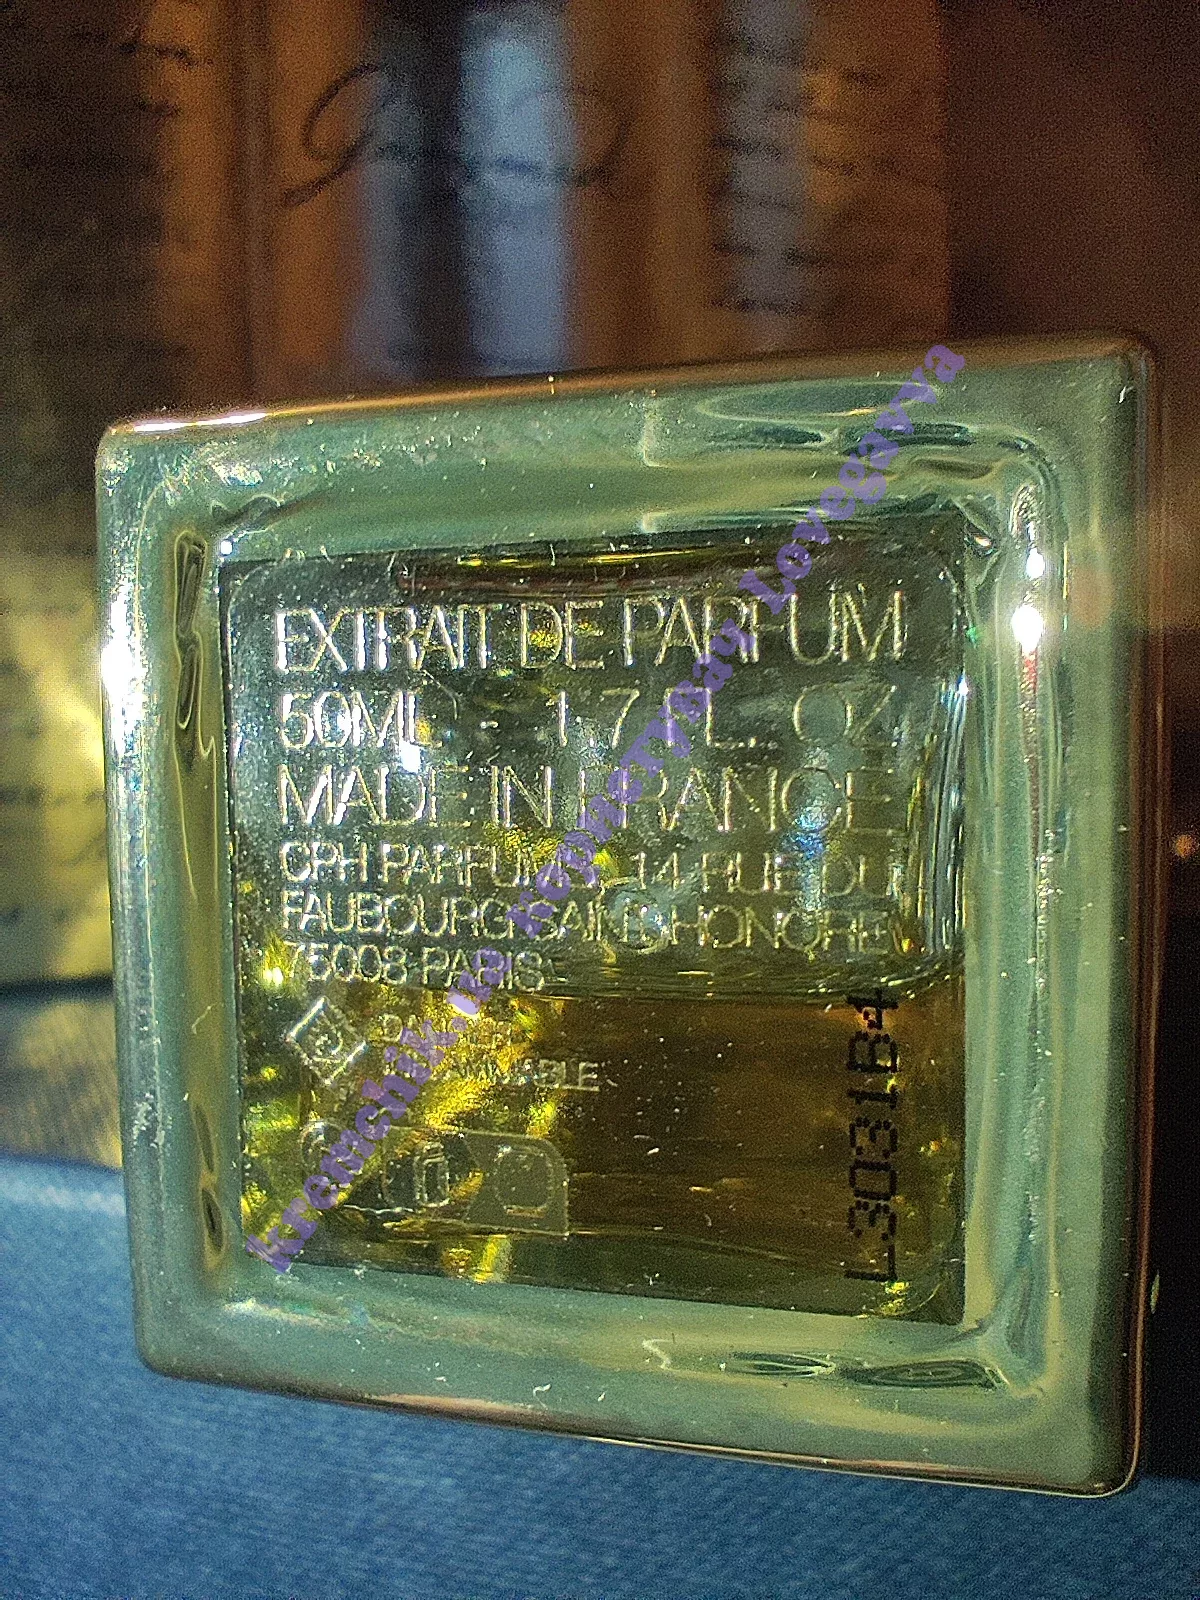 EXTRAIT DE PARFUM
50ML - 1.7 FL. OZ
MADE IN FRANCE
CPH PARFUMS - 14 RUE DU
FAUBOURG SAINT HONORE
75008 PARIS
FLAMMABLE
L3031B4